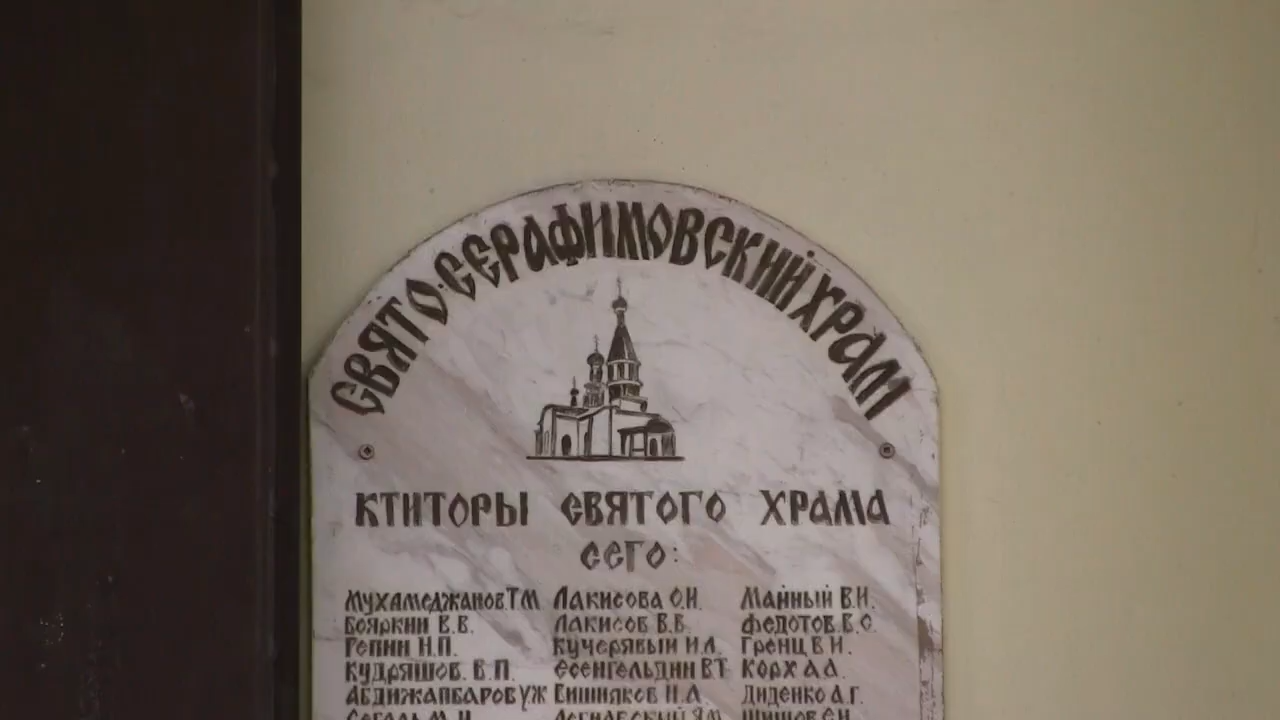 СВЯТО-СЕРАФИМОВСКИЙ ХРАМ
КТИТОРЫ СВЯТОГО ХРАМА
СЕГО:
МУХАМЕДЖАНОВ.Т.М. ЛАКИСОВА О.Н. МАЙНЫЙ В.И.
БОЯРКИН В.В. ЛАКИСОВ В.В. ФЕДОТОВ.В.С.
РЕПИН Н.П. КУЧЕРЯВЫЙ И.Л. ГРЕНЦ В.И.
КУДРЯШОВ. В.П. ЕСЕНГЕЛЬДИН В.Т. КОРХ А.А.
АБДИЖАПБАРОВ У.Ж. ВИШНЯКОВ Н.Л. ДИДЕНКО А.Г.